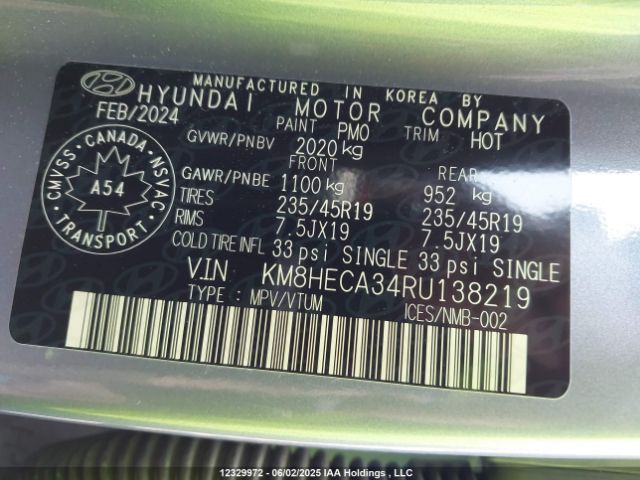 MANUFACTURED IN KOREA BY
HYUNDAI MOTOR COMPANY
FEB/2024 PAINT PM0 TRIM HOT
GVWR/PNBV 2020 kg
FRONT REAR
GAWR/PNBE 1100 kg 952 kg
TIRES 235/45R19 235/45R19
RIMS 7.5JX19 7.5JX19
COLD TIRE INFL 33 psi SINGLE 33 psi SINGLE
V.I.N KM8HECA34RU138219
TYPE : MPV/VTUM ICES/NMB-002
CMVSS · CANADA · NSVAC
A54
TRANSPORT
12329972 - 06/02/2025 IAA Holdings , LLC